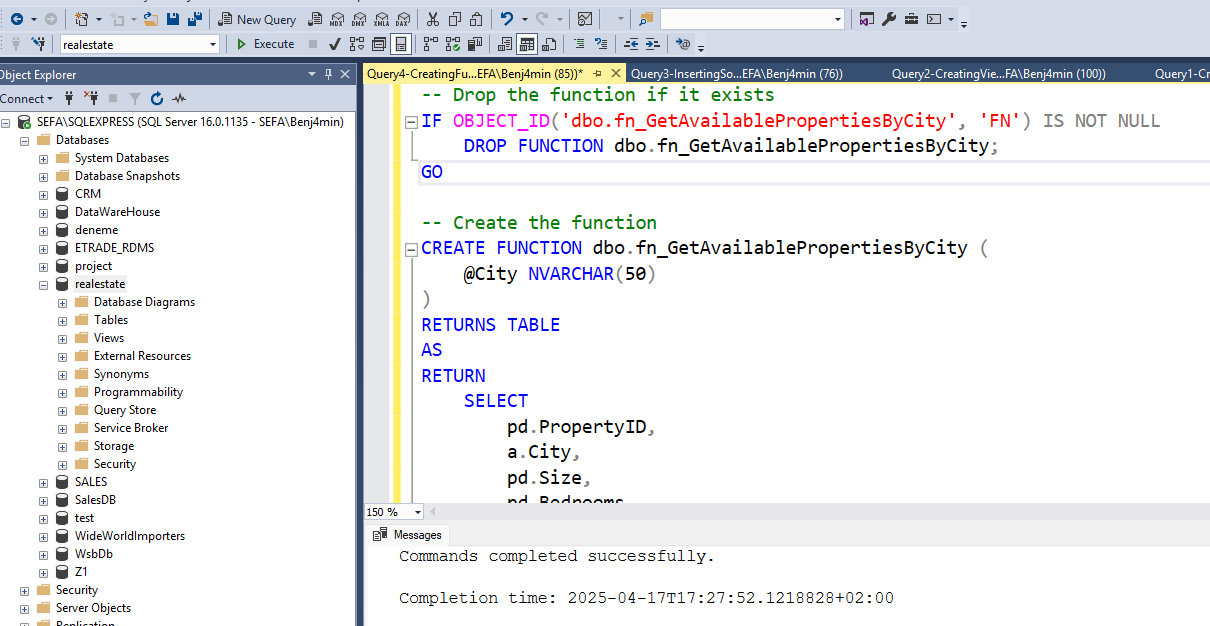 New Query
MDX
DMX
XMLA
DAX
realestate
Execute
Object Explorer
Connect
SEFA\SQLEXPRESS (SQL Server 16.0.1135 - SEFA\Benj4min)
Databases
System Databases
Database Snapshots
CRM
DataWareHouse
deneme
ETRADE_RDMS
project
realestate
Database Diagrams
Tables
Views
External Resources
Synonyms
Programmability
Query Store
Service Broker
Storage
Security
SALES
SalesDB
test
WideWorldImporters
WsbDb
Z1
Security
Server Objects
Replication
Query4-CreatingFu...EFA\Benj4min (85))*
Query3-InsertingSo...EFA\Benj4min (76))
Query2-CreatingVie...FA\Benj4min (100))
Query1-Cr
-- Drop the function if it exists
IF OBJECT_ID('dbo.fn_GetAvailablePropertiesByCity', 'FN') IS NOT NULL
DROP FUNCTION dbo.fn_GetAvailablePropertiesByCity;
GO
-- Create the function
CREATE FUNCTION dbo.fn_GetAvailablePropertiesByCity (
@City NVARCHAR(50)
)
RETURNS TABLE
AS
RETURN
SELECT
pd.PropertyID,
a.City,
pd.Size,
pd.Bedrooms
150 %
Messages
Commands completed successfully.
Completion time: 2025-04-17T17:27:52.1218828+02:00